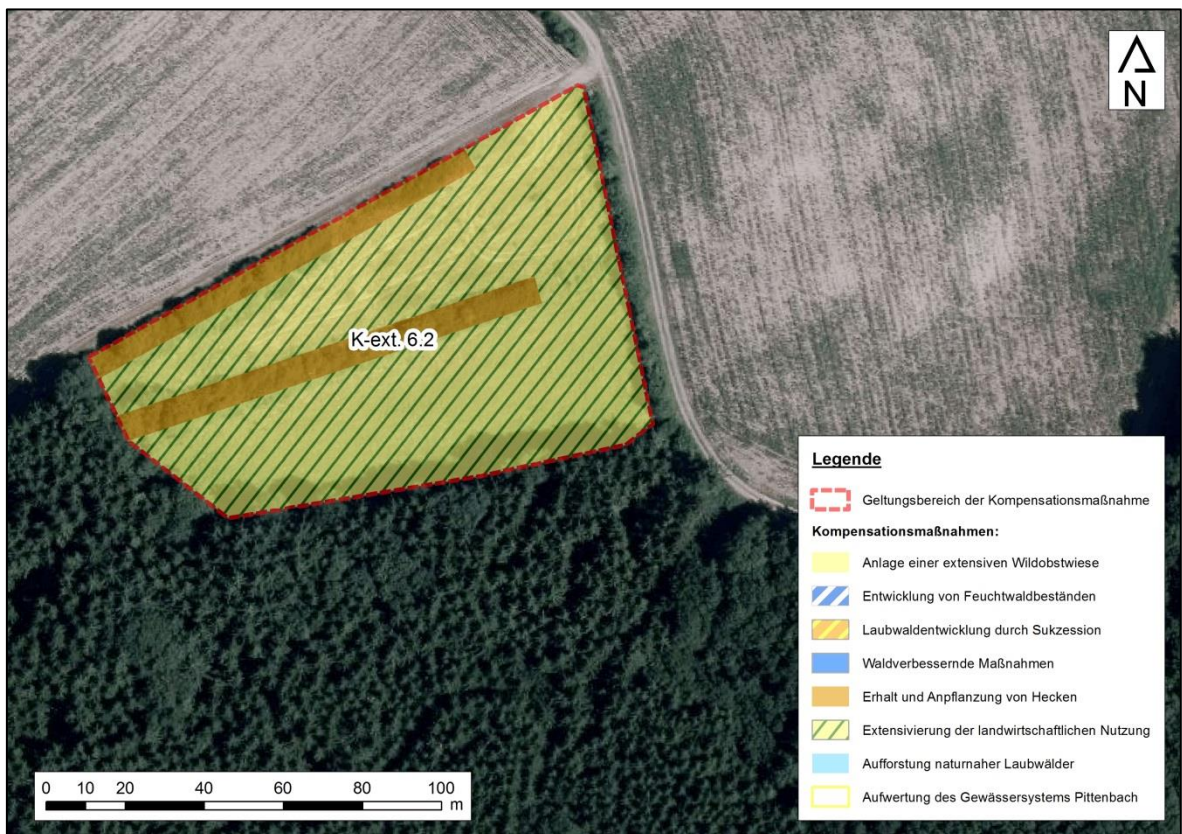 N
K-ext. 6.2
Legende
Geltungsbereich der Kompensationsmaßnahme
Kompensationsmaßnahmen:
Anlage einer extensiven Wildobstwiese
Entwicklung von Feuchtwaldbeständen
Laubwaldentwicklung durch Sukzession
Waldverbessernde Maßnahmen
Erhalt und Anpflanzung von Hecken
Extensivierung der landwirtschaftlichen Nutzung
Aufforstung naturnaher Laubwälder
Aufwertung des Gewässersystems Pittenbach
0 10 20 40 60 80 100
m